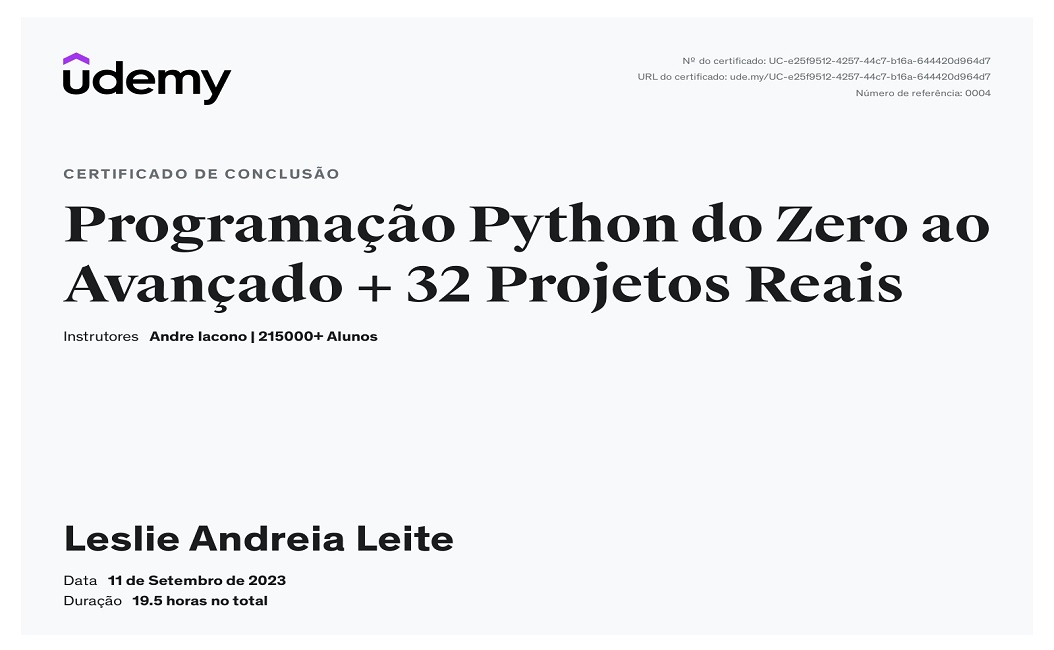 udemy
Nº do certificado: UC-e25f9512-4257-44c7-b16a-644420d964d7
URL do certificado: ude.my/UC-e25f9512-4257-44c7-b16a-644420d964d7
Número de referência: 0004
CERTIFICADO DE CONCLUSÃO
Programação Python do Zero ao
Avançado + 32 Projetos Reais
Instrutores Andre Iacono | 215000+ Alunos
Leslie Andreia Leite
Data 11 de Setembro de 2023
Duração 19.5 horas no total